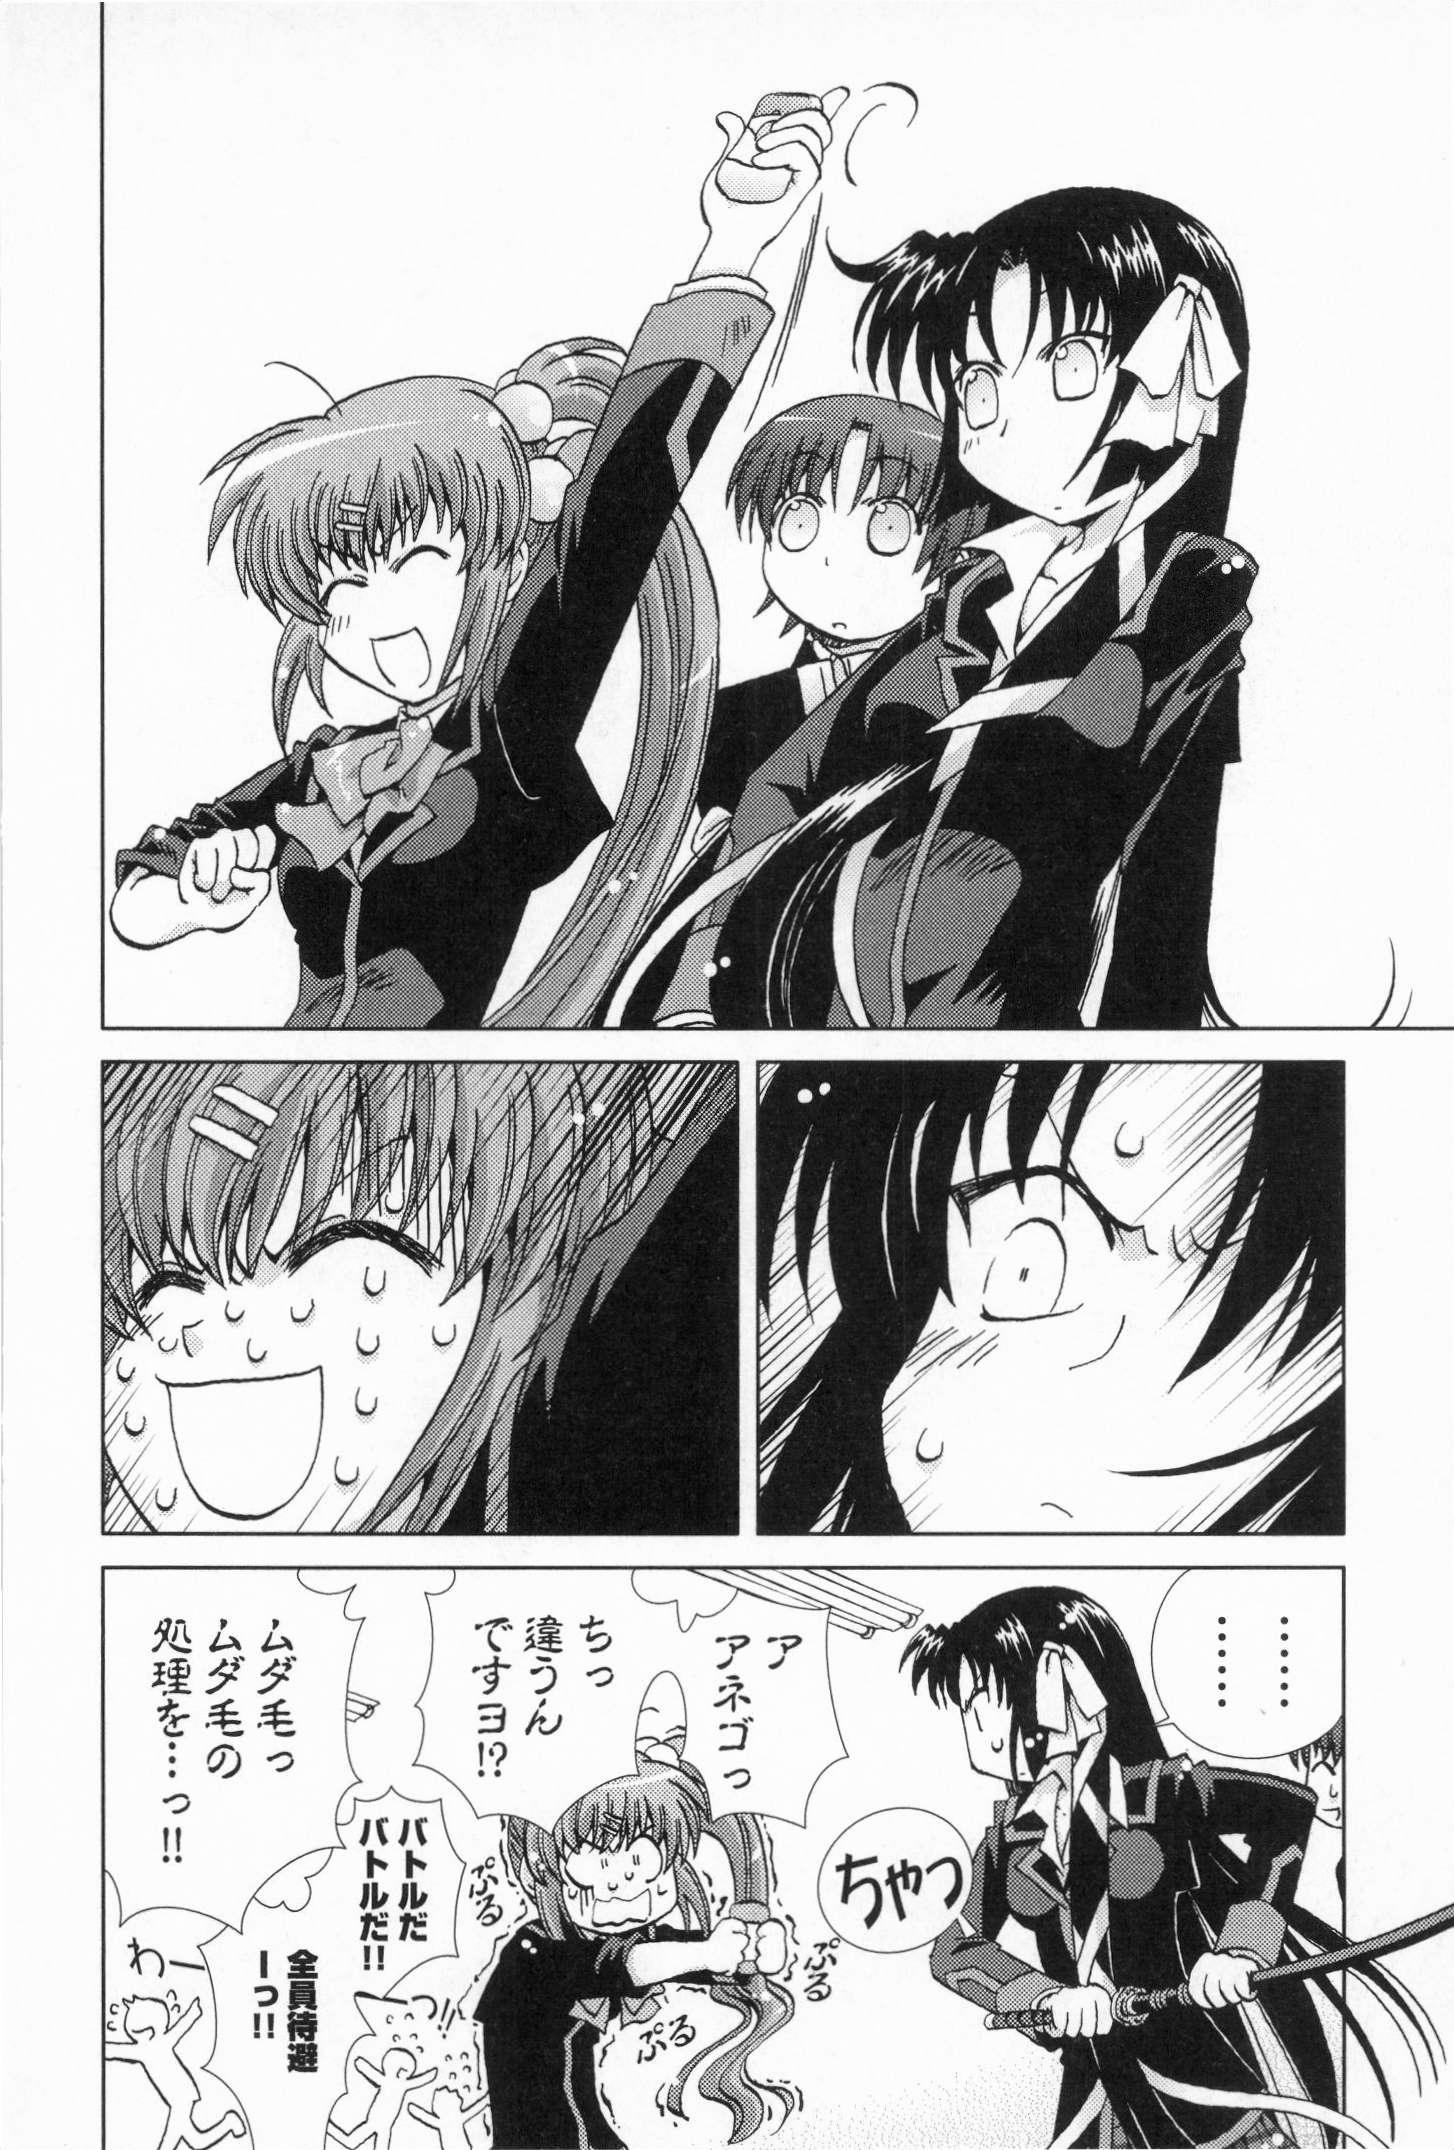 ………
………
ちゃっ
ア
アネゴっ
ちっ
違うん
ですヨ!?
ムダ毛っ
ムダ毛の
処理を…っ!!
ぷる
ぷる
ぷる
バトルだ
バトルだ!!
ーっ!!
全員待避
ーっ!!
わー